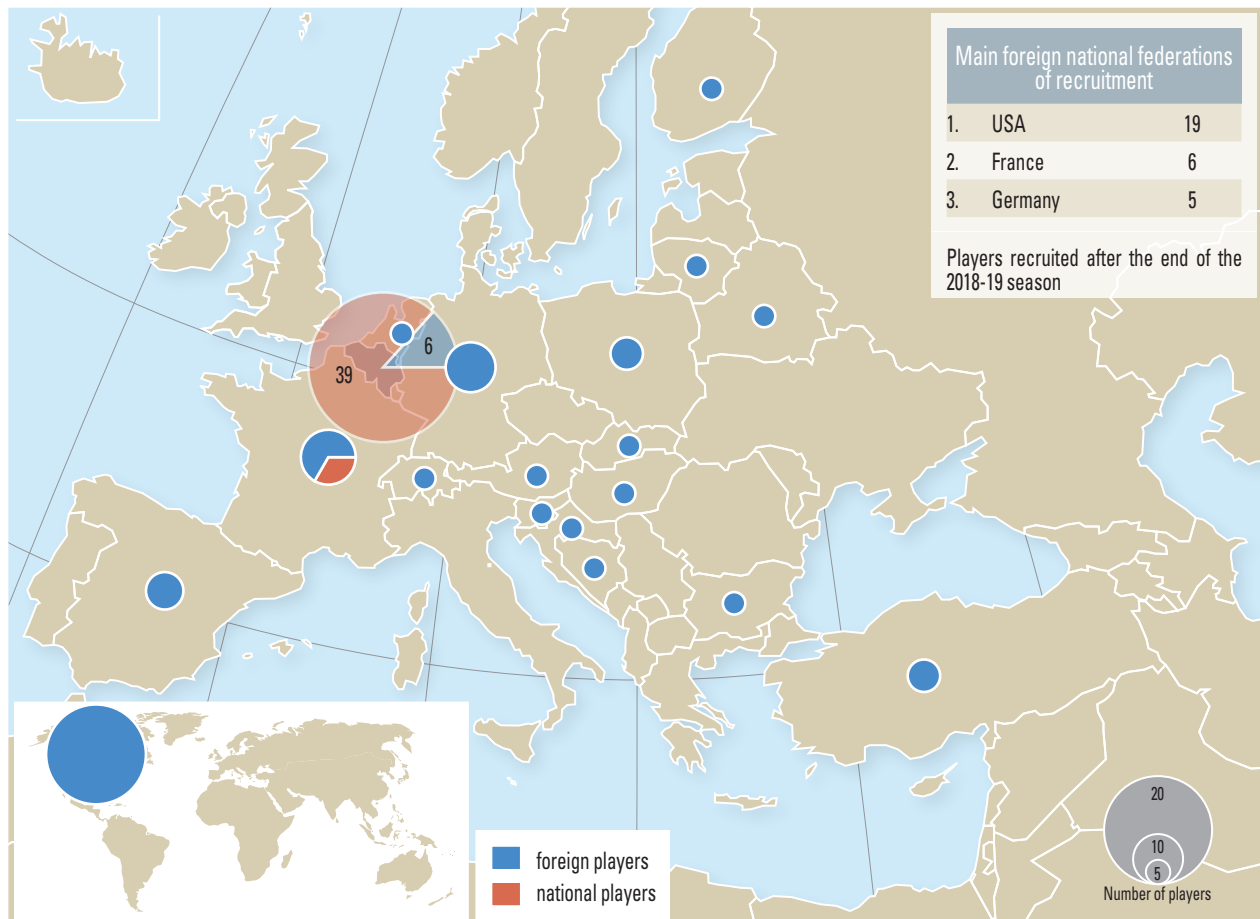 Main foreign national federations
of recruitment
1. USA 19
2. France 6
3. Germany 5
Players recruited after the end of the
2018-19 season
6
39
foreign players
national players
20
10
5
Number of players